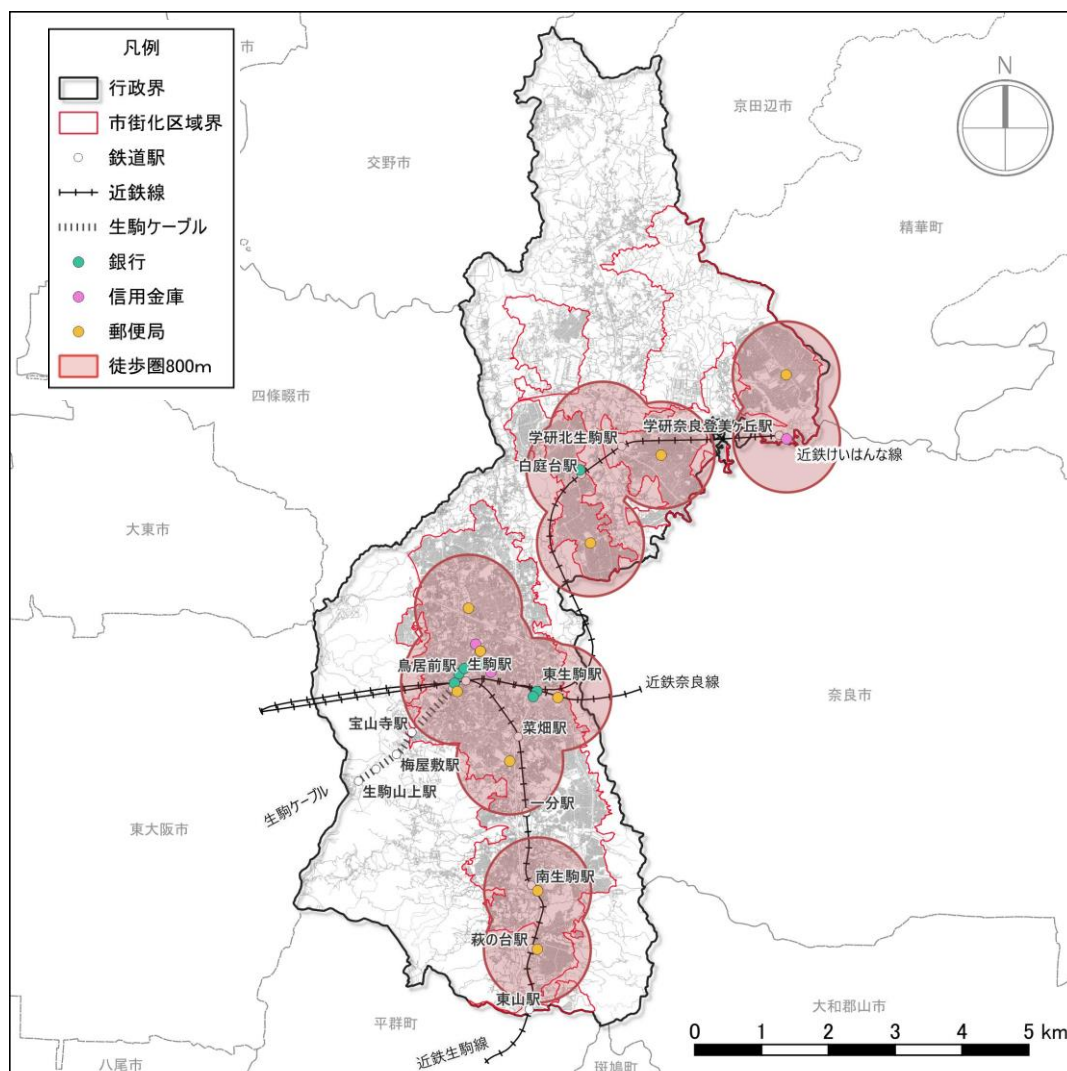 凡例
行政界
市街化区域界
鉄道駅
近鉄線
生駒ケーブル
銀行
信用金庫
郵便局
徒歩圏800m
市
N
京田辺市
交野市
精華町
四條畷市
学研北生駒駅
学研奈良登美ヶ丘駅
白庭台駅
近鉄けいはんな線
大東市
鳥居前駅
生駒駅
東生駒駅
近鉄奈良線
奈良市
宝山寺駅
菜畑駅
梅屋敷駅
生駒山上駅
生駒ケーブル
一分駅
東大阪市
南生駒駅
萩の台駅
東山駅
大和郡山市
平群町
近鉄生駒線
八尾市
斑鳩町
0 1 2 3 4 5 km